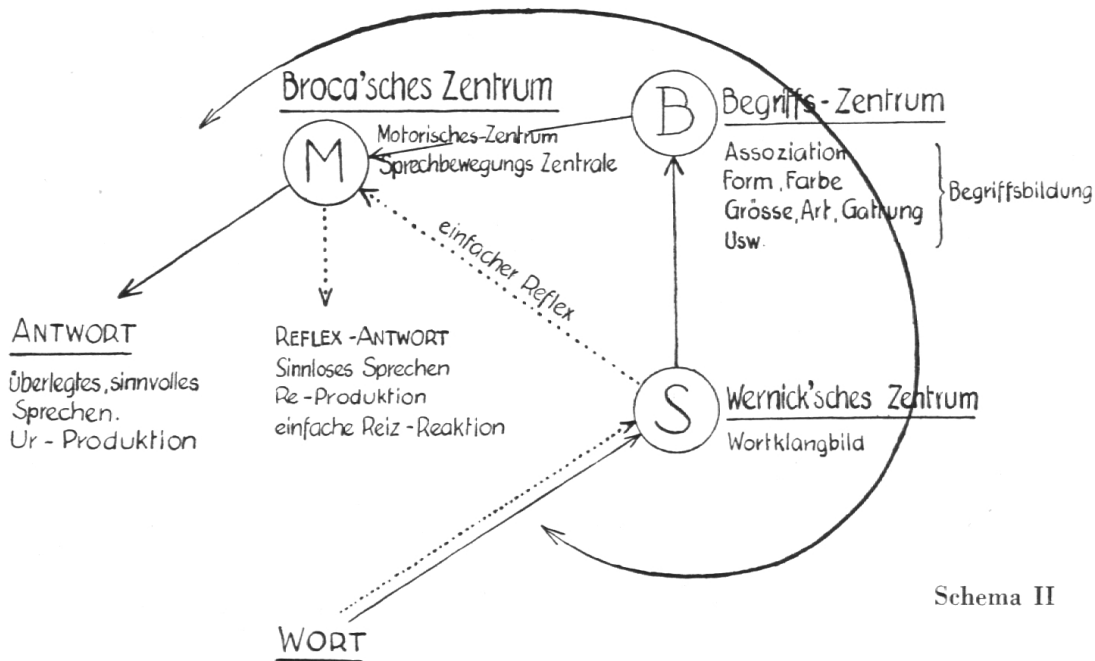 Broca'sches Zentrum
M
Motorisches-Zentrum
Sprechbewegungs Zentrale
B
Begriffs-Zentrum
Assoziation
Form, Farbe
Grösse, Art, Gattung
Usw.
Begriffsbildung
einfacher Reflex
ANTWORT
überlegtes, sinnvolles
Sprechen.
Ur-Produktion
REFLEX-ANTWORT
Sinnloses Sprechen
Re-Produktion
einfache Reiz-Reaktion
S
Wernick'sches Zentrum
Wortklangbild
WORT
Schema II